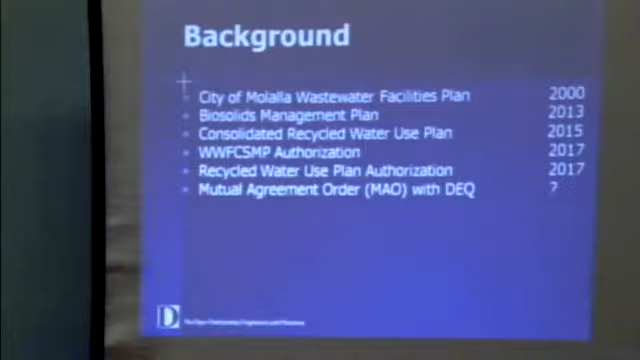 Background
City of Molalla Wastewater Facilities Plan 2000
Biosolids Management Plan 2013
Consolidated Recycled Water Use Plan 2015
WWFCSMP Authorization 2017
Recycled Water Use Plan Authorization 2017
Mutual Agreement Order (MAO) with DEQ ?
D